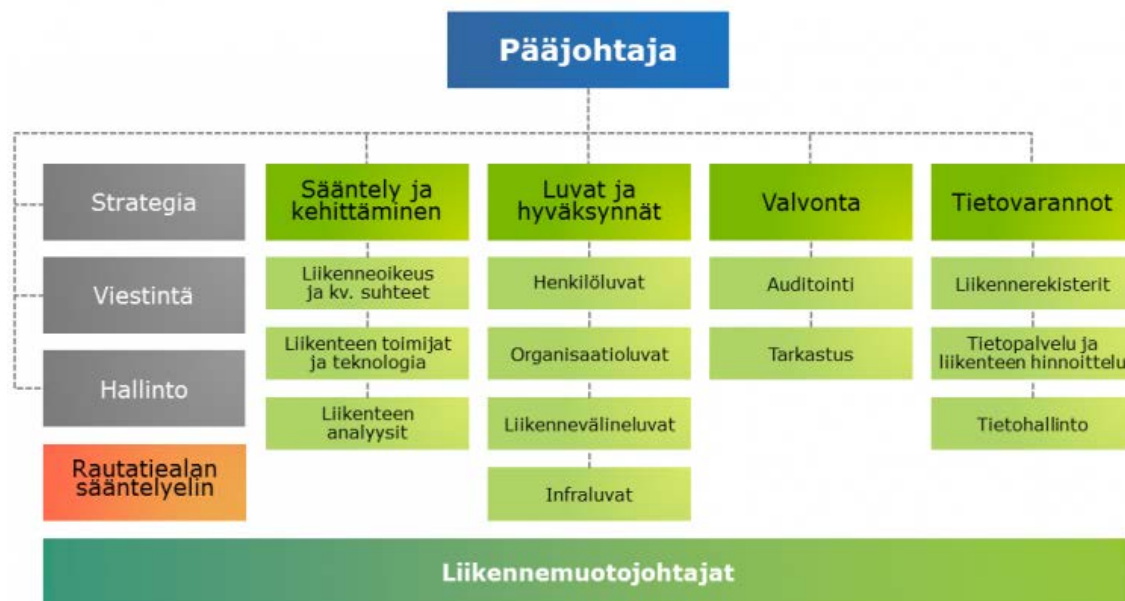 Pääjohtaja
Strategia
Viestintä
Hallinto
Rautatiealan
sääntelyelin
Sääntely ja
kehittäminen
Liikenneoikeus
ja kv. suhteet
Liikenteen toimijat
ja teknologia
Liikenteen
analyysit
Luvat ja
hyväksynnät
Henkilöluvat
Organisaatioluvat
Liikennevälineluvat
Infraluvat
Valvonta
Auditointi
Tarkastus
Tietovarannot
Liikennerekisterit
Tietopalvelu ja
liikenteen hinnoittelu
Tietohallinto
Liikennemuotojohtajat